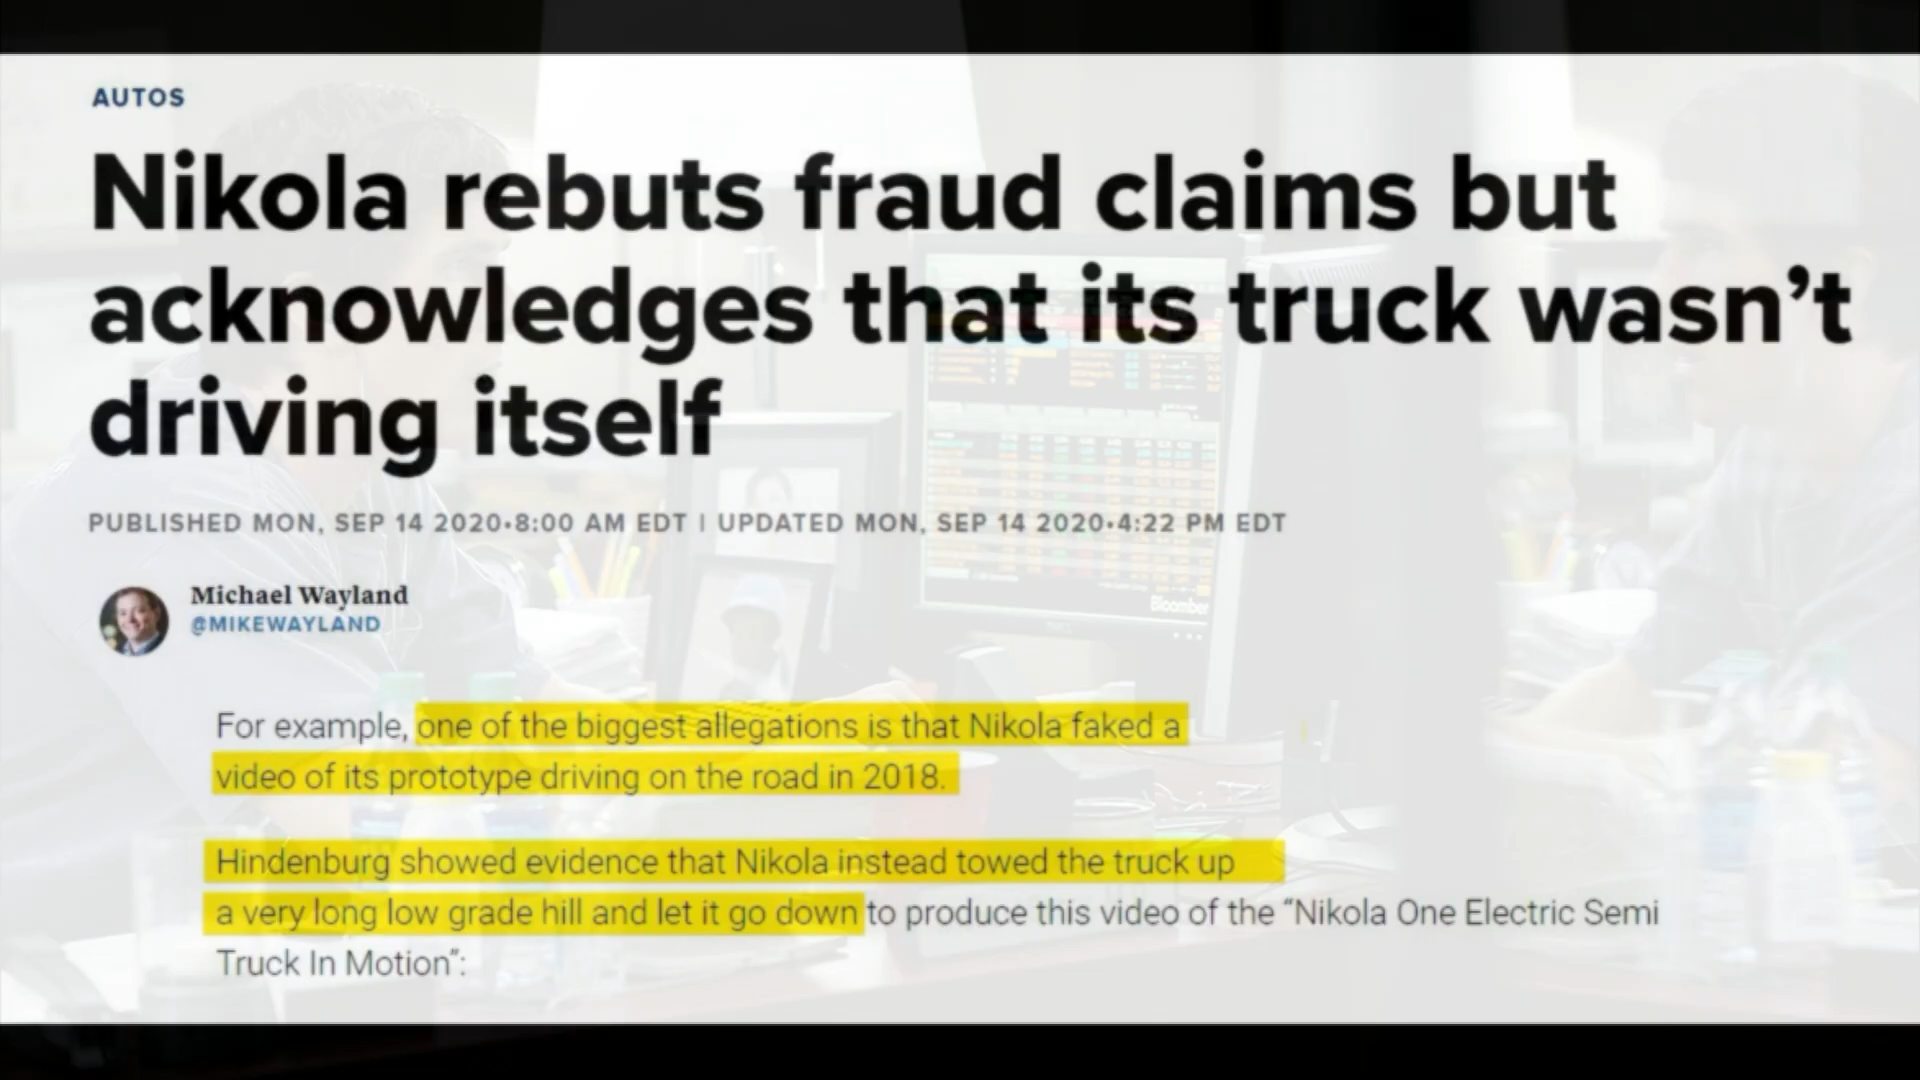 AUTOS
Nikola rebuts fraud claims but
acknowledges that its truck wasn’t
driving itself
PUBLISHED MON, SEP 14 2020•8:00 AM EDT | UPDATED MON, SEP 14 2020•4:22 PM EDT
Michael Wayland
@MIKEWAYLAND
Bloomber
For example, one of the biggest allegations is that Nikola faked a
video of its prototype driving on the road in 2018.
Hindenburg showed evidence that Nikola instead towed the truck up
a very long low grade hill and let it go down to produce this video of the “Nikola One Electric Semi
Truck In Motion”: